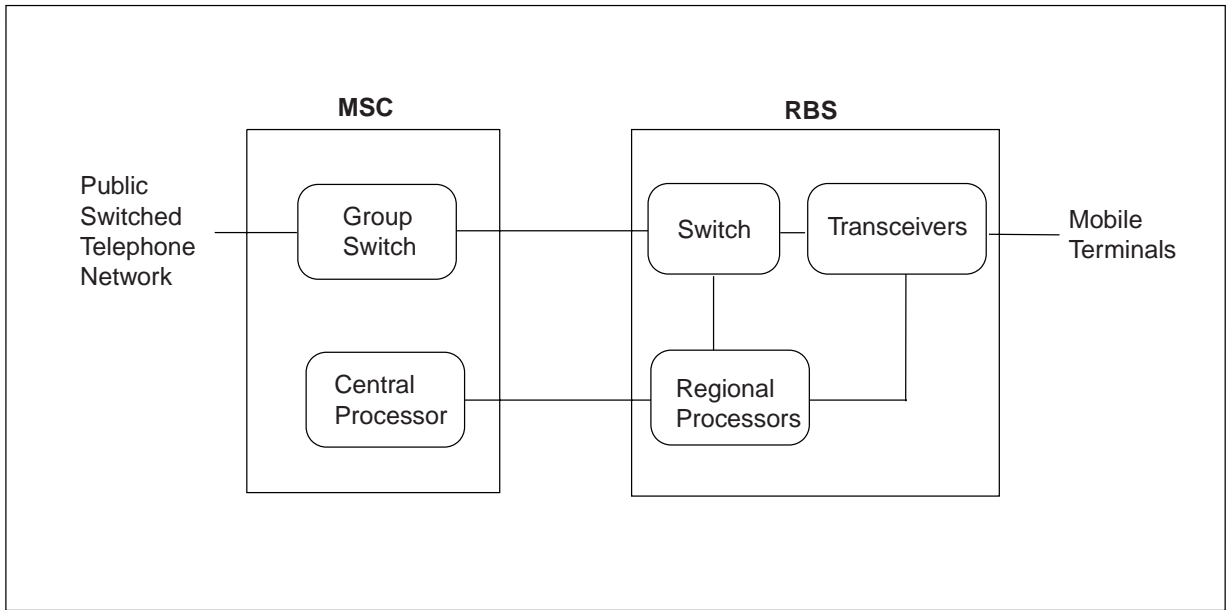 MSC
RBS
Public
Switched
Telephone
Network
Group
Switch
Switch
Transceivers
Mobile
Terminals
Central
Processor
Regional
Processors